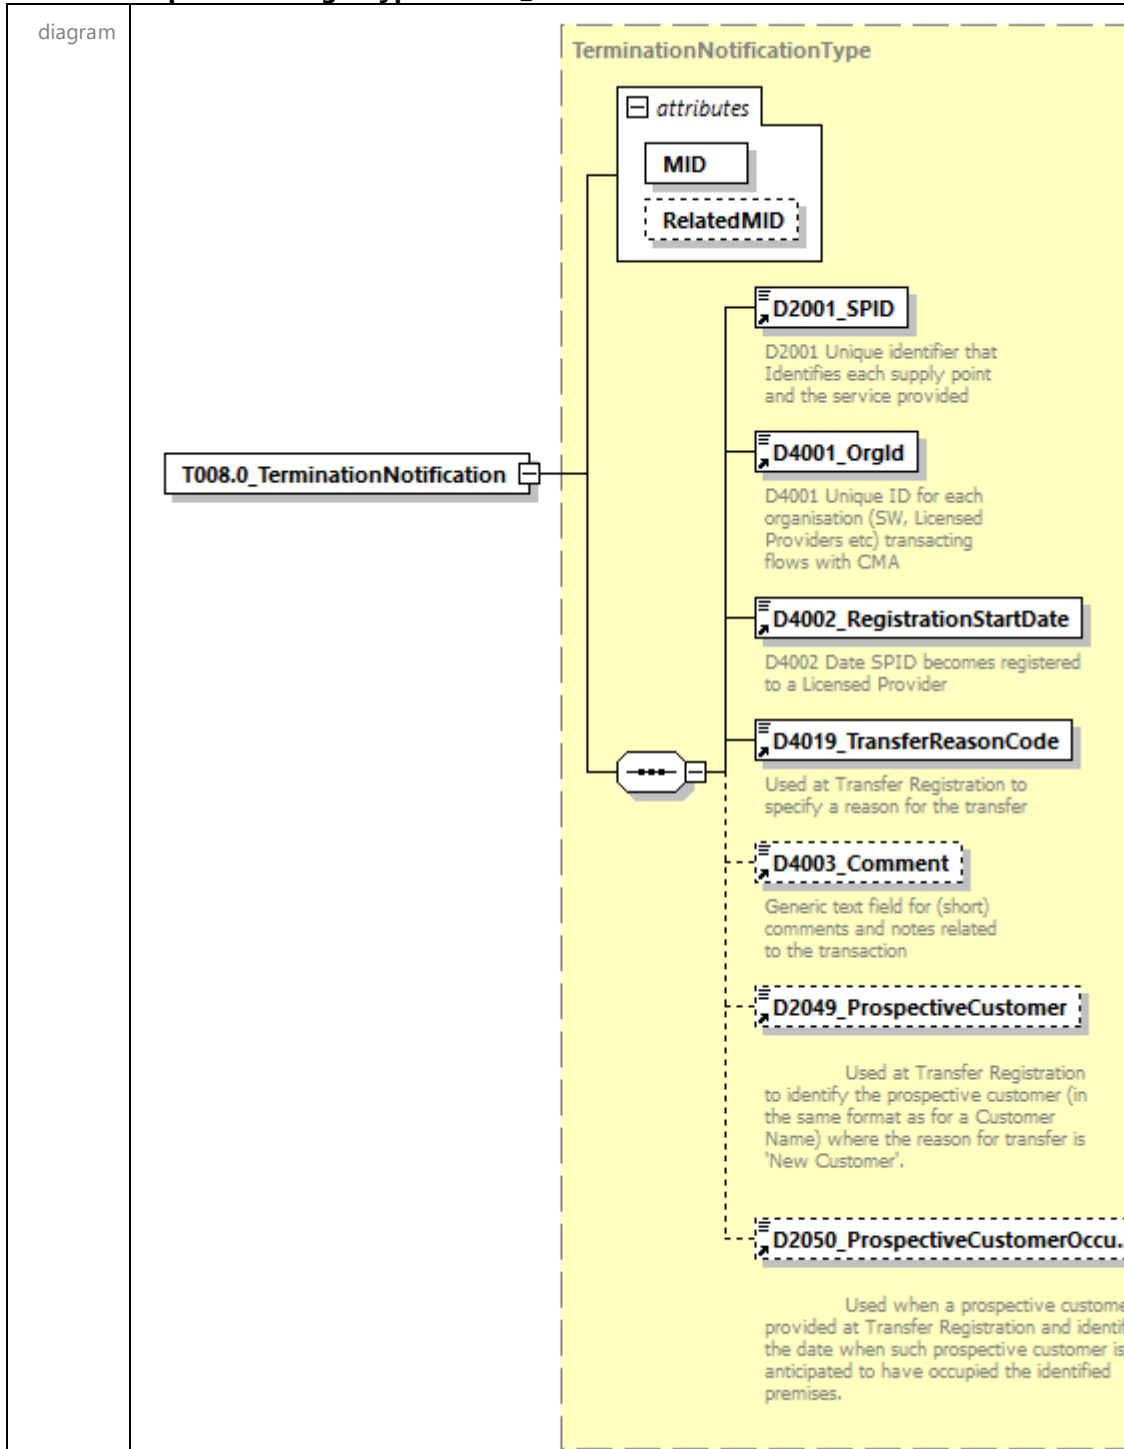 diagram
TerminationNotificationType
attributes
MID
RelatedMID
D2001_SPID
D2001 Unique identifier that
Identifies each supply point
and the service provided
D4001_OrgId
D4001 Unique ID for each
organisation (SW, Licensed
Providers etc) transacting
flows with CMA
T008.0_TerminationNotification
D4002_RegistrationStartDate
D4002 Date SPID becomes registered
to a Licensed Provider
D4019_TransferReasonCode
Used at Transfer Registration to
specify a reason for the transfer
D4003_Comment
Generic text field for (short)
comments and notes related
to the transaction
D2049_ProspectiveCustomer
Used at Transfer Registration
to identify the prospective customer (in
the same format as for a Customer
Name) where the reason for transfer is
'New Customer'.
D2050_ProspectiveCustomerOccu..
Used when a prospective custome
provided at Transfer Registration and identif
the date when such prospective customer is
anticipated to have occupied the identified
premises.